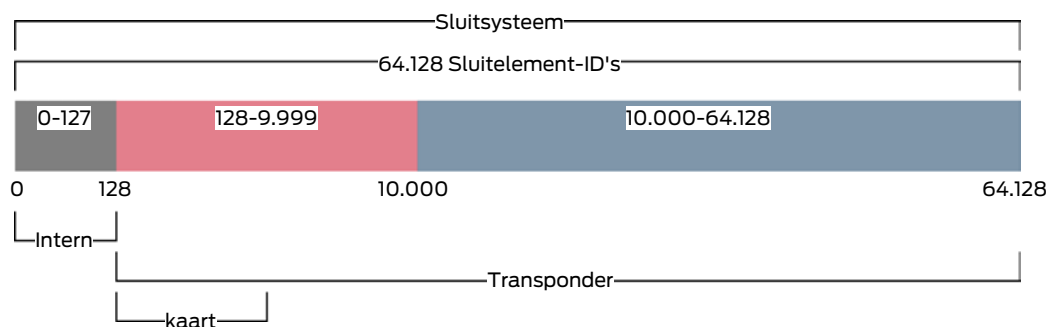 Sluitsysteem
64.128 Sluitelement-ID's
0-127 128-9.999 10.000-64.128
0 128 10.000 64.128
Intern
Transponder
kaart